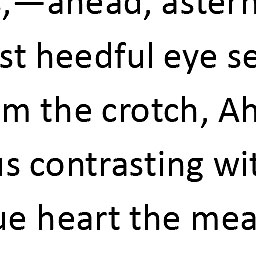 ,—ahead, astern
st heedful eye se
m the crotch, Ah
us contrasting wit
ue heart the mea